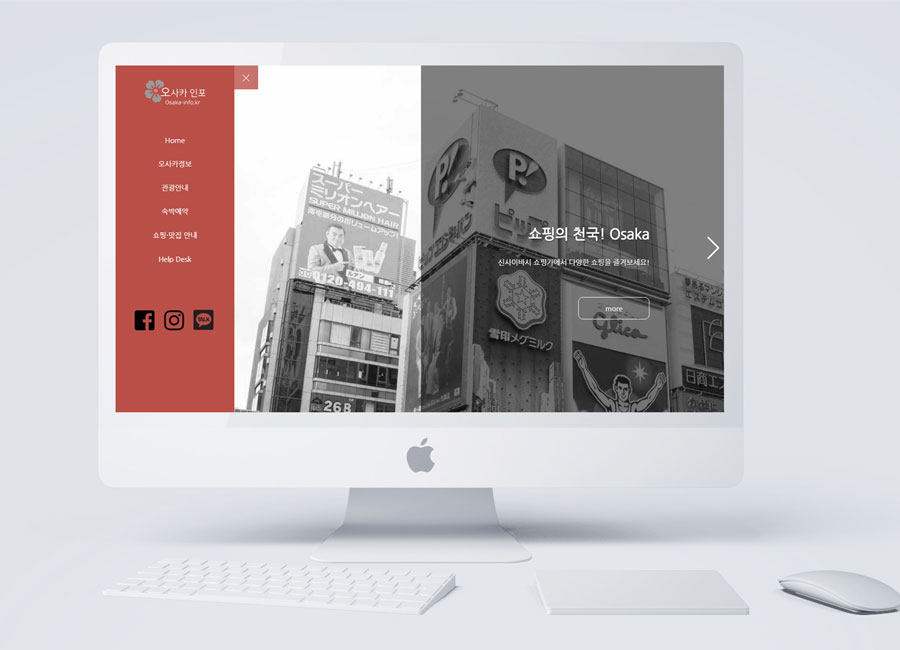 오사카 인포
Osaka-info.kr
Home
오사카정보
관광안내
숙박예약
쇼핑·맛집 안내
Help Desk
TALK
スーパー
ミリオンヘアー
SUPER MILLION HAIR
0120-494-111
268
P!
P!
ピップ
쇼핑의 천국! Osaka
신사이바시 쇼핑가에서 다양한 쇼핑을 즐겨보세요!
more
雪印メグミルク
Glico